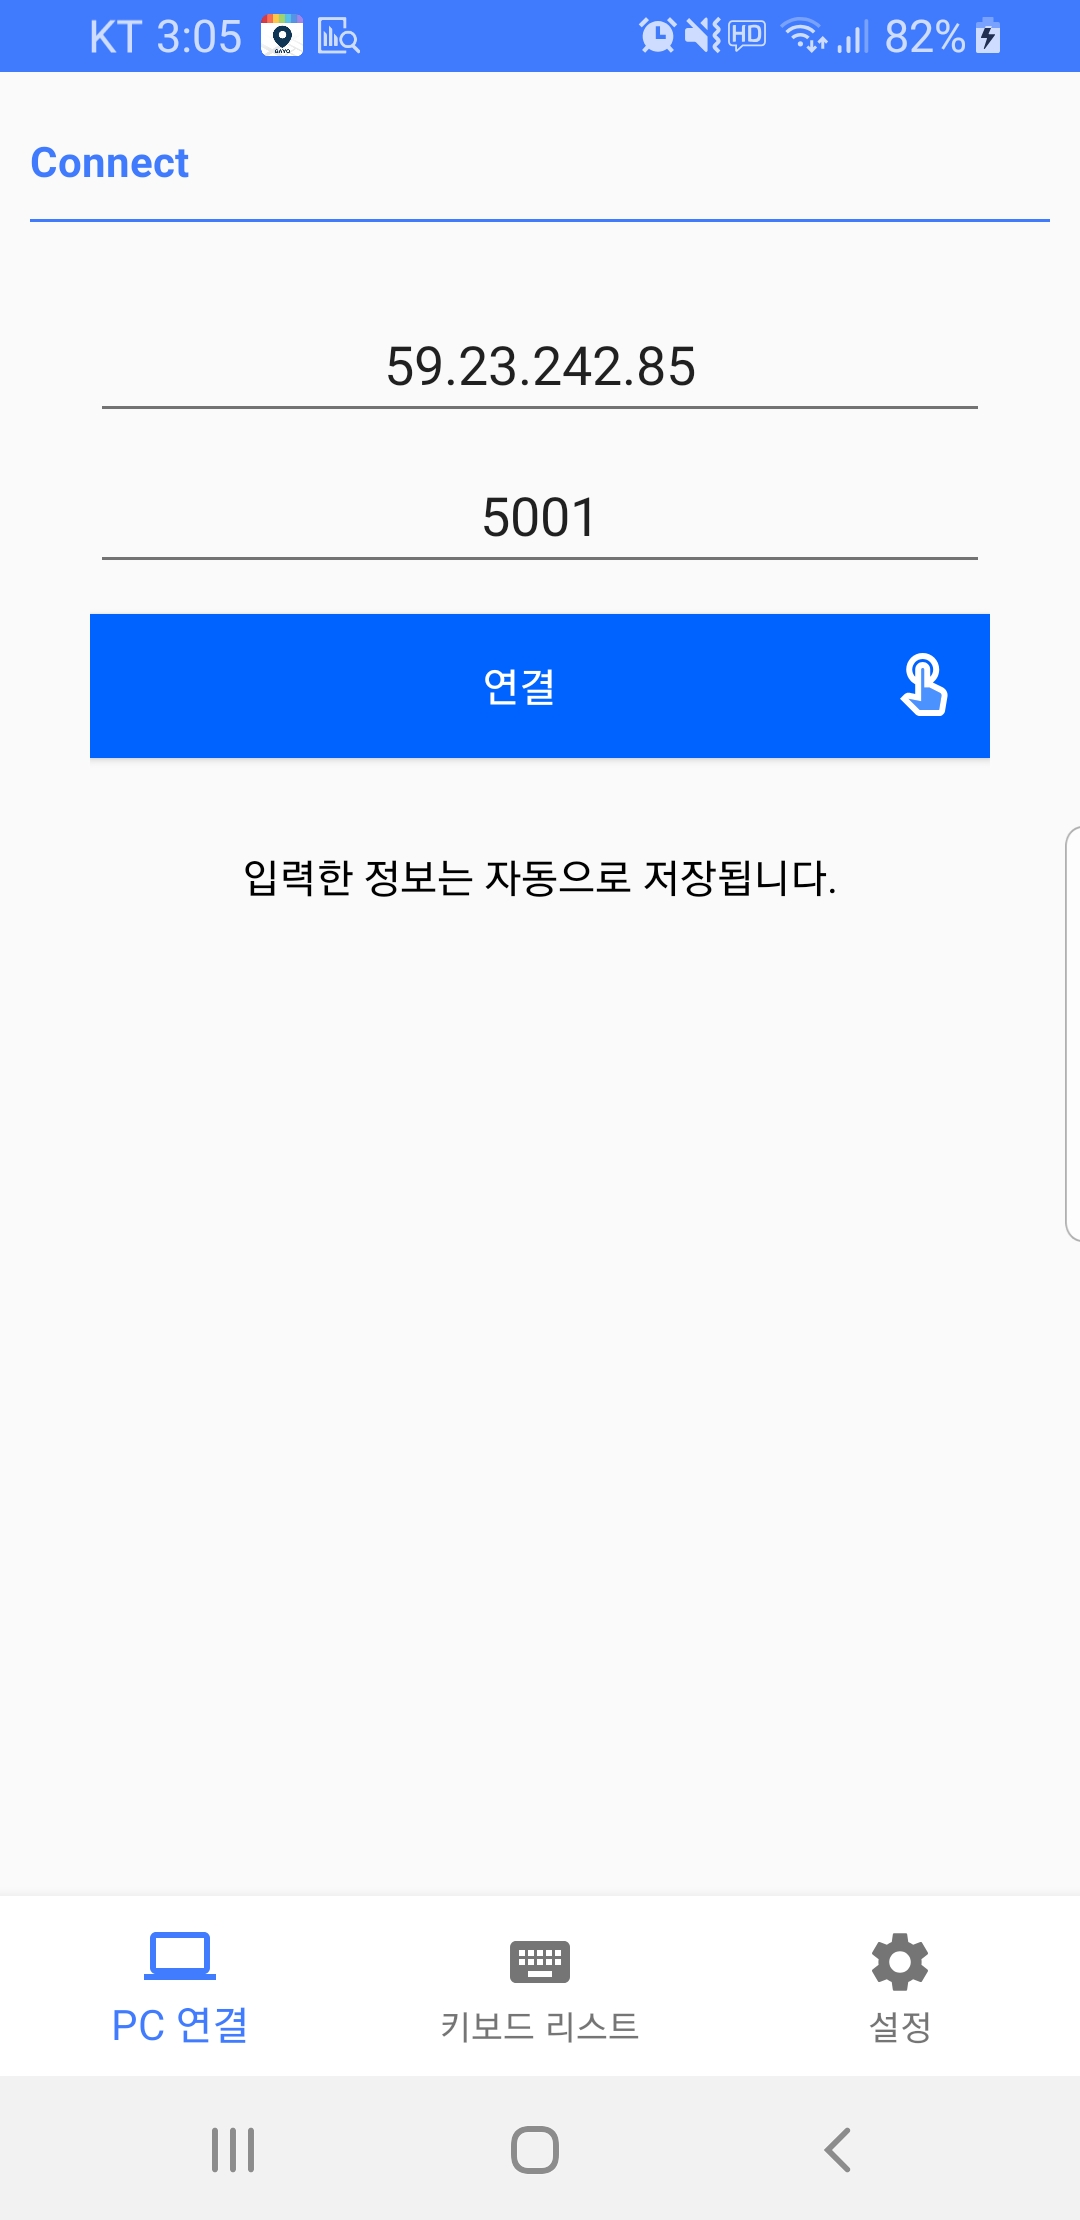 KT 3:05 HD 82%
Connect
59.23.242.85
5001
연결
입력한 정보는 자동으로 저장됩니다.
PC 연결 키보드 리스트 설정